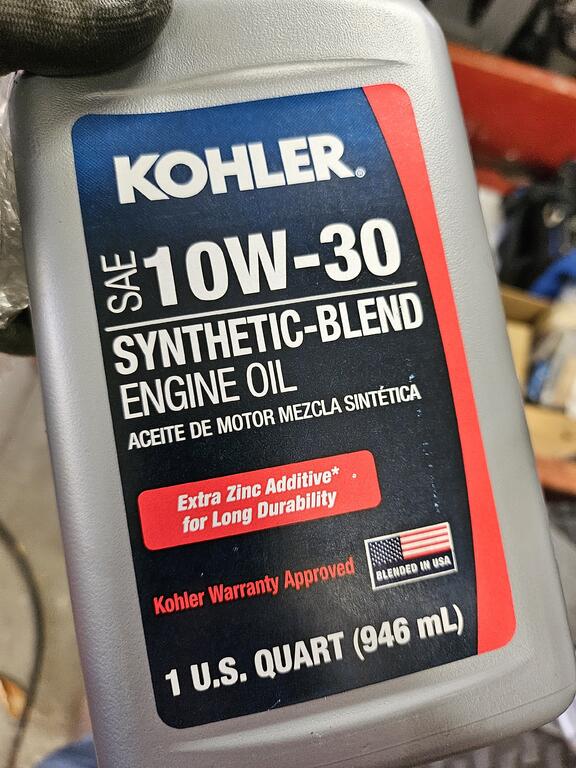 KOHLER®
SAE 10W-30
SYNTHETIC-BLEND
ENGINE OIL
ACEITE DE MOTOR MEZCLA SINTÉTICA
Extra Zinc Additive*
for Long Durability
Kohler Warranty Approved
BLENDED IN USA
1 U.S. QUART (946 mL)